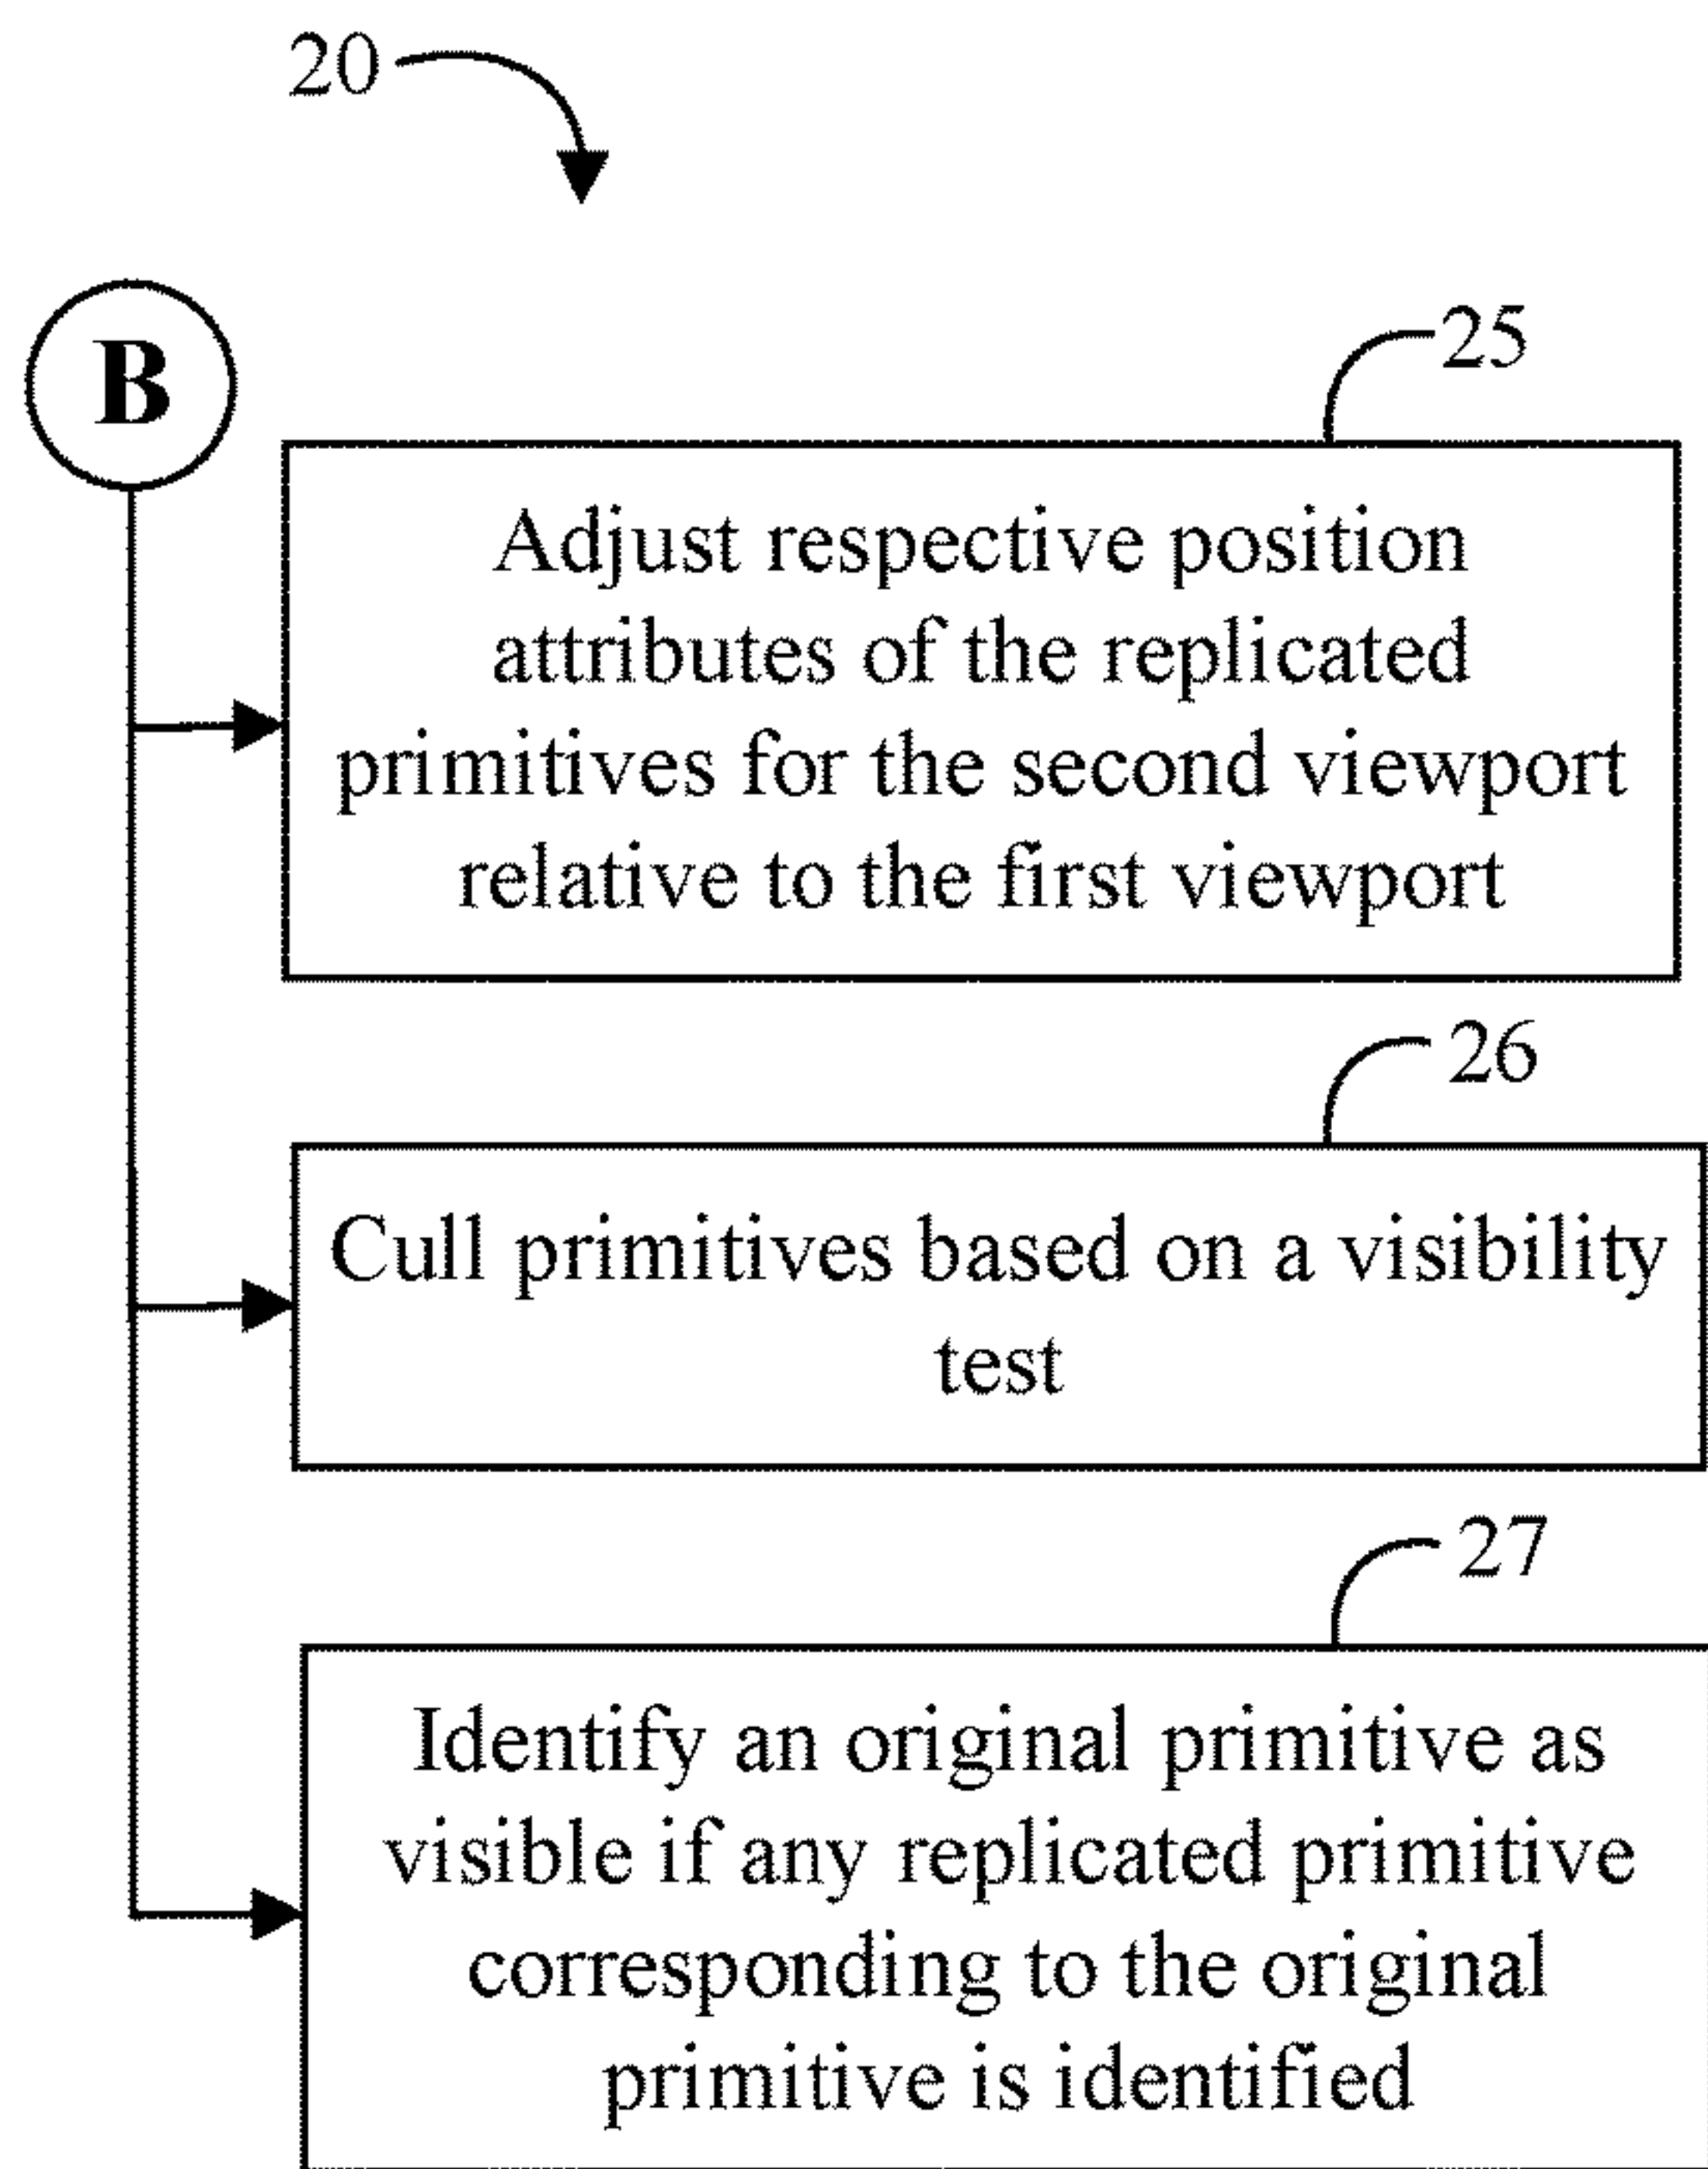 20
B
25
Adjust respective position
attributes of the replicated
primitives for the second viewport
relative to the first viewport
26
Cull primitives based on a visibility
test
27
Identify an original primitive as
visible if any replicated primitive
corresponding to the original
primitive is identified